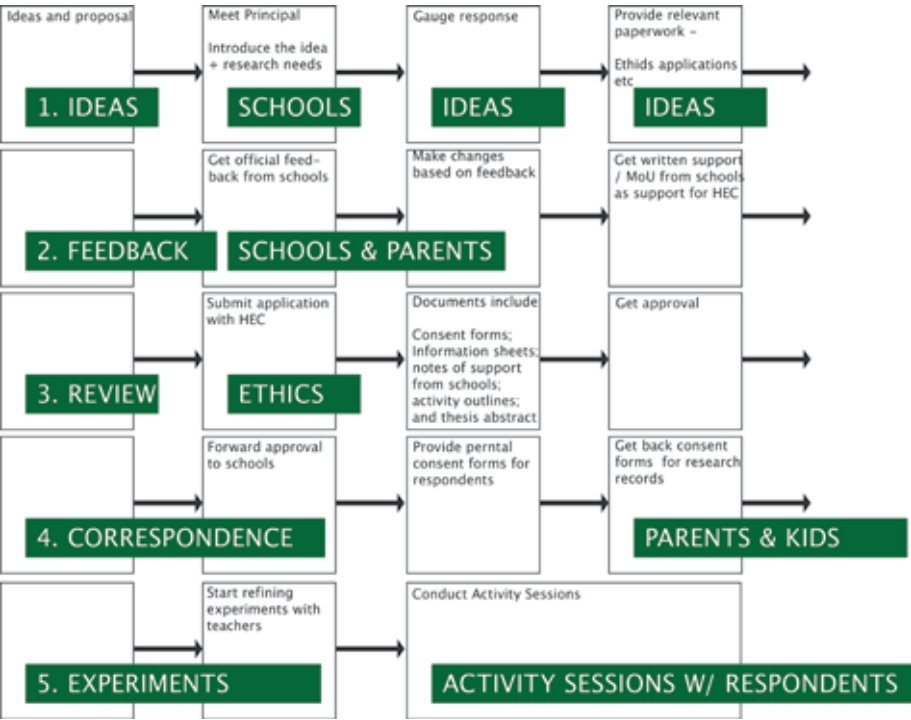 Ideas and proposal
1. IDEAS
Meet Principal
Introduce the idea
+ research needs
SCHOOLS
Gauge response
IDEAS
Provide relevant
paperwork –
Ethids applications
etc
IDEAS
2. FEEDBACK
Get official feed-
back from schools
SCHOOLS & PARENTS
Make changes
based on feedback
Get written support
/ MoU from schools
as support for HEC
3. REVIEW
Submit application
with HEC
ETHICS
Documents include
Consent forms;
Information sheets;
notes of support
from schools;
activity outlines;
and thesis abstract
Get approval
4. CORRESPONDENCE
Forward approval
to schools
Provide perntal
consent forms for
respondents
Get back consent
forms for research
records
PARENTS & KIDS
5. EXPERIMENTS
Start refining
experiments with
teachers
Conduct Activity Sessions
ACTIVITY SESSIONS W/ RESPONDENTS